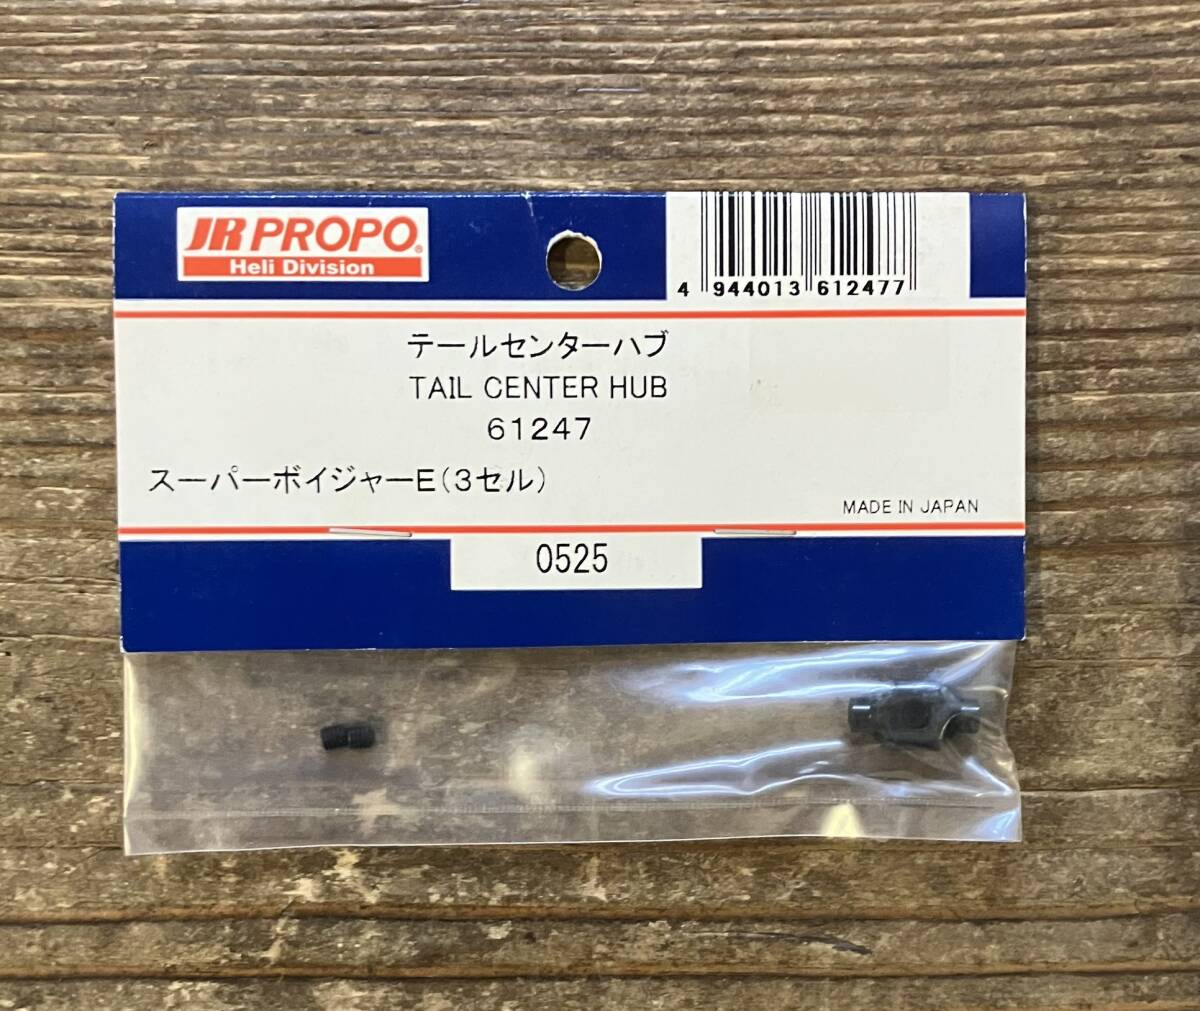 JR PROPO®
Heli Division
4 944013 612477
テールセンターハブ
TAIL CENTER HUB
61247
スーパーボイジャーE(3セル)
MADE IN JAPAN
0525